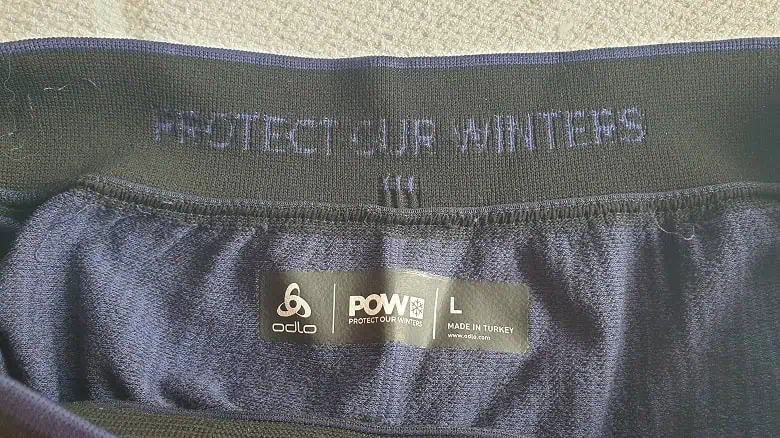 PROTECT OUR WINTERS
odlo
POW
PROTECT OUR WINTERS
L
MADE IN TURKEY
www.odlo.com